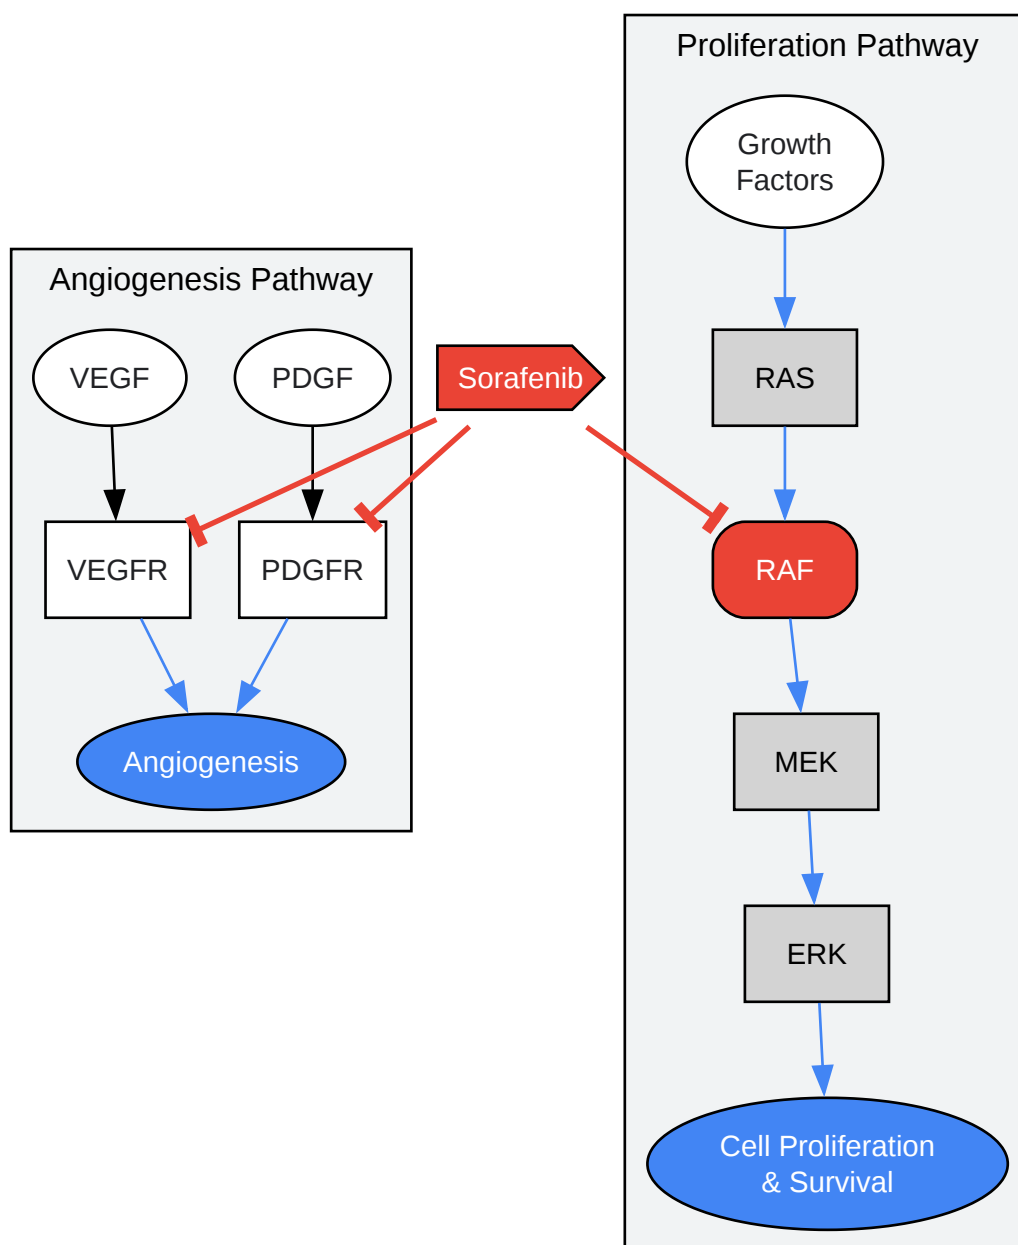 Proliferation Pathway
Growth
Factors
Angiogenesis Pathway
VEGF
PDGF
Sorafenib
RAS
VEGFR
PDGFR
RAF
Angiogenesis
MEK
ERK
Cell Proliferation
& Survival